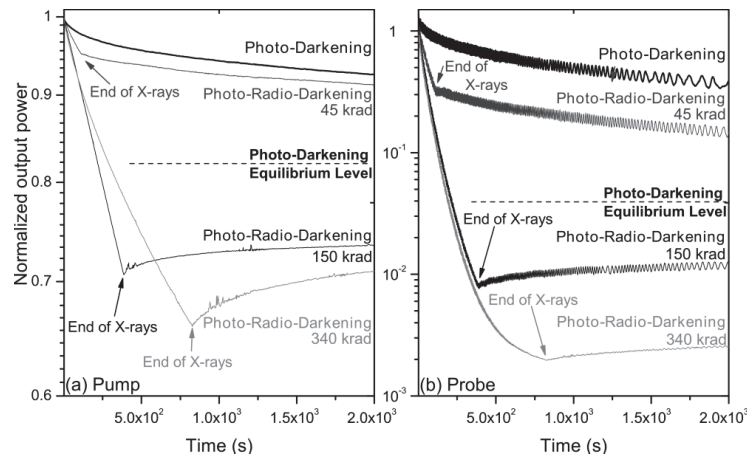 Normalized output power
1
0.9
0.8
0.7
0.6
Photo-Darkening
End of X-rays
Photo-Radio-Darkening
45 krad
Photo-Darkening
Equilibrium Level
Photo-Radio-Darkening
150 krad
End of X-rays
Photo-Radio-Darkening
340 krad
End of X-rays
(a) Pump
5.0x10²
1.0x10³
1.5x10³
2.0x10³
Time (s)
1
10⁻¹
10⁻²
10⁻³
Photo-Darkening
End of
X-rays
Photo-Radio-Darkening
45 krad
Photo-Darkening
Equilibrium Level
End of X-rays
Photo-Radio-Darkening
150 krad
End of X-rays
Photo-Radio-Darkening
340 krad
(b) Probe
5.0x10²
1.0x10³
1.5x10³
2.0x10³
Time (s)